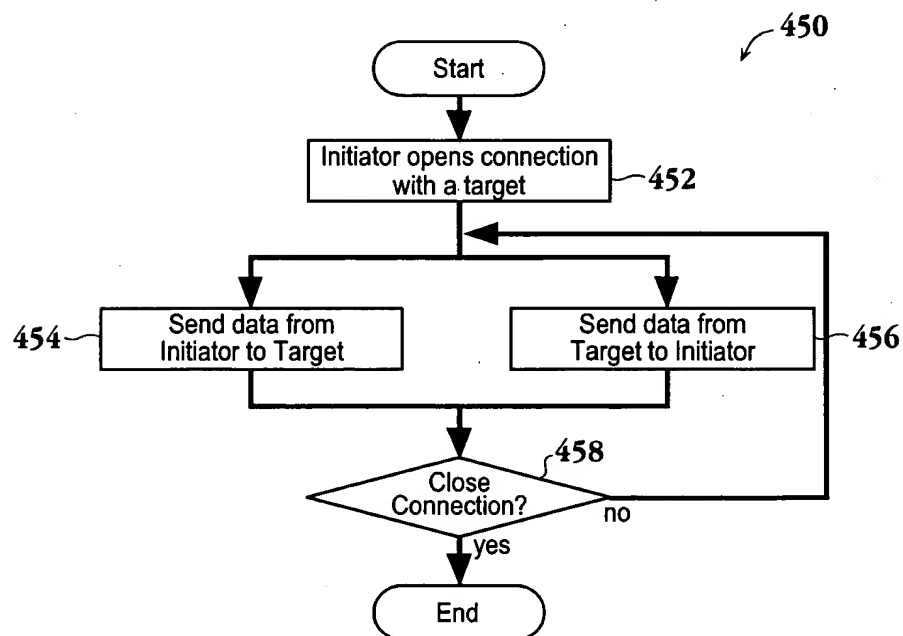 450
Start
Initiator opens connection
with a target
452
454
Send data from
Initiator to Target
Send data from
Target to Initiator
456
458
Close
Connection?
no
yes
End